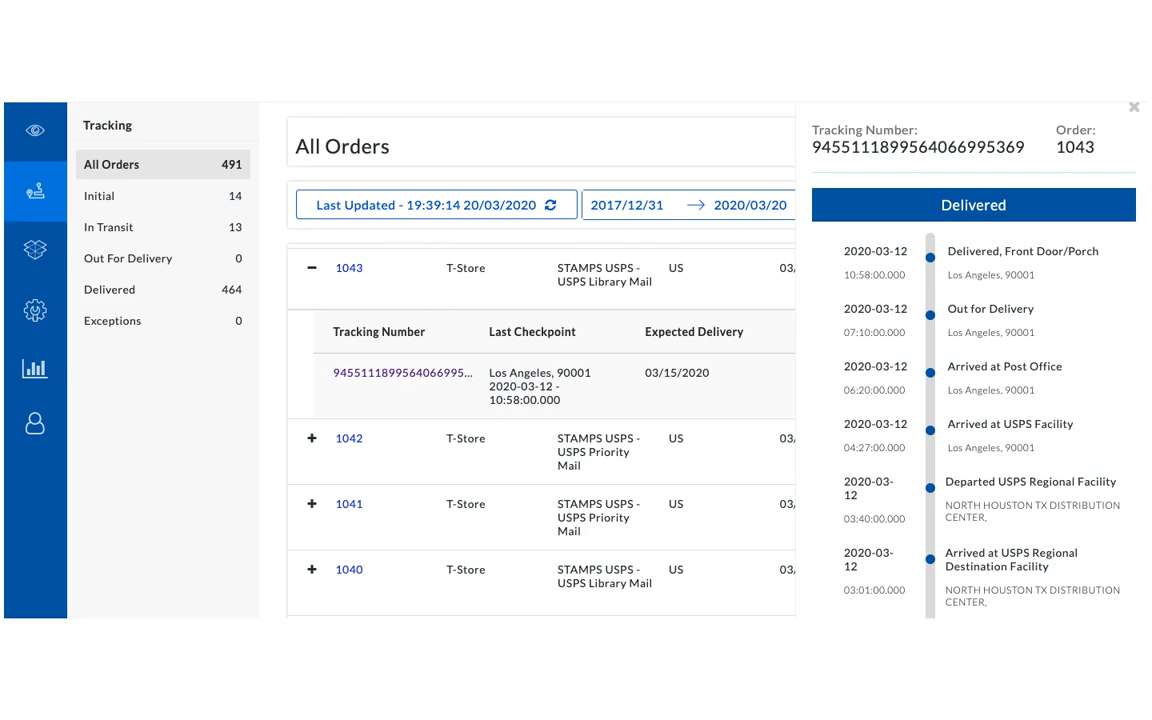 Tracking
All Orders 491
Initial 14
In Transit 13
Out For Delivery 0
Delivered 464
Exceptions 0
All Orders
Last Updated - 19:39:14 20/03/2020
2017/12/31 → 2020/03/20
− 1043 T-Store STAMPS USPS - US 03/
USPS Library Mail
Tracking Number Last Checkpoint Expected Delivery
9455111899564066995... Los Angeles, 90001 03/15/2020
2020-03-12 -
10:58:00.000
+ 1042 T-Store STAMPS USPS - US 03/
USPS Priority
Mail
+ 1041 T-Store STAMPS USPS - US 03/
USPS Priority
Mail
+ 1040 T-Store STAMPS USPS - US 03/
USPS Library Mail
Tracking Number: Order:
9455111899564066995369 1043
Delivered
2020-03-12 Delivered, Front Door/Porch
10:58:00.000 Los Angeles, 90001
2020-03-12 Out for Delivery
07:10:00.000 Los Angeles, 90001
2020-03-12 Arrived at Post Office
06:20:00.000 Los Angeles, 90001
2020-03-12 Arrived at USPS Facility
04:27:00.000 Los Angeles, 90001
2020-03- Departed USPS Regional Facility
12
03:40:00.000 NORTH HOUSTON TX DISTRIBUTION
CENTER,
2020-03- Arrived at USPS Regional
12 Destination Facility
03:01:00.000 NORTH HOUSTON TX DISTRIBUTION
CENTER,